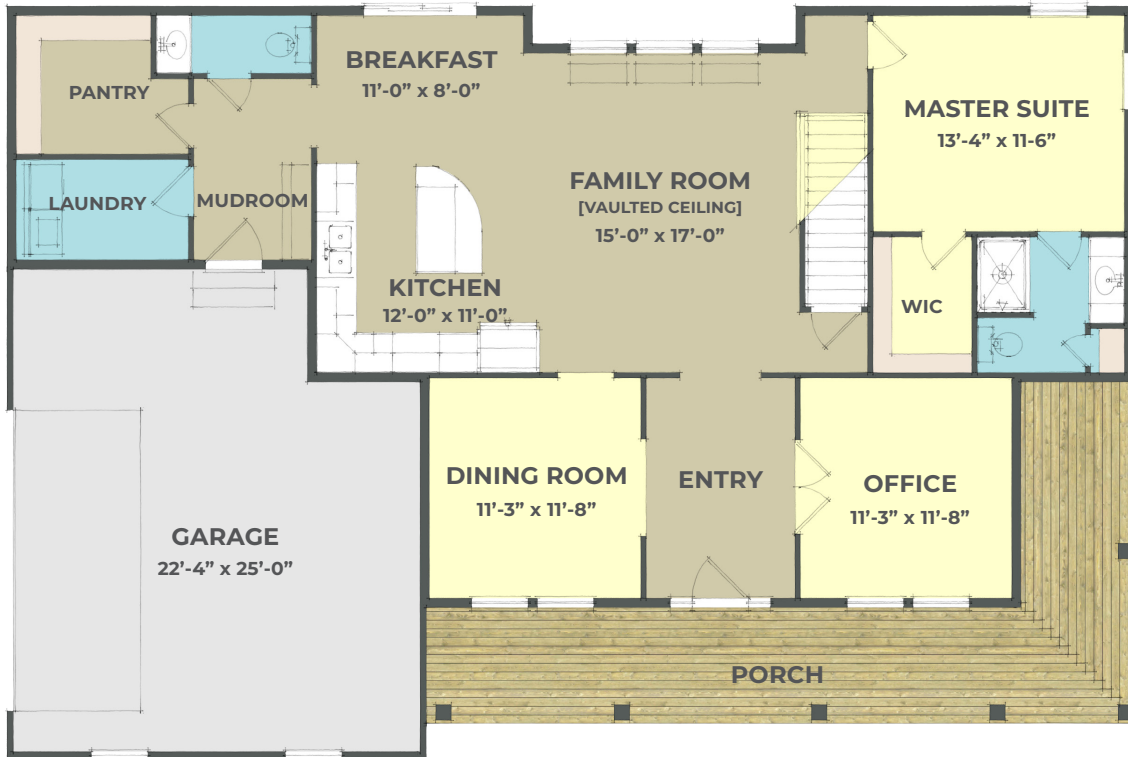 BREAKFAST
11’-0” x 8’-0”
PANTRY
MASTER SUITE
13’-4” x 11-6”
FAMILY ROOM
[VAULTED CEILING]
15’-0” x 17’-0”
LAUNDRY
MUDROOM
KITCHEN
12’-0” x 11’-0”
WIC
DINING ROOM
11’-3” x 11’-8”
ENTRY
OFFICE
11’-3” x 11’-8”
GARAGE
22’-4” x 25’-0”
PORCH